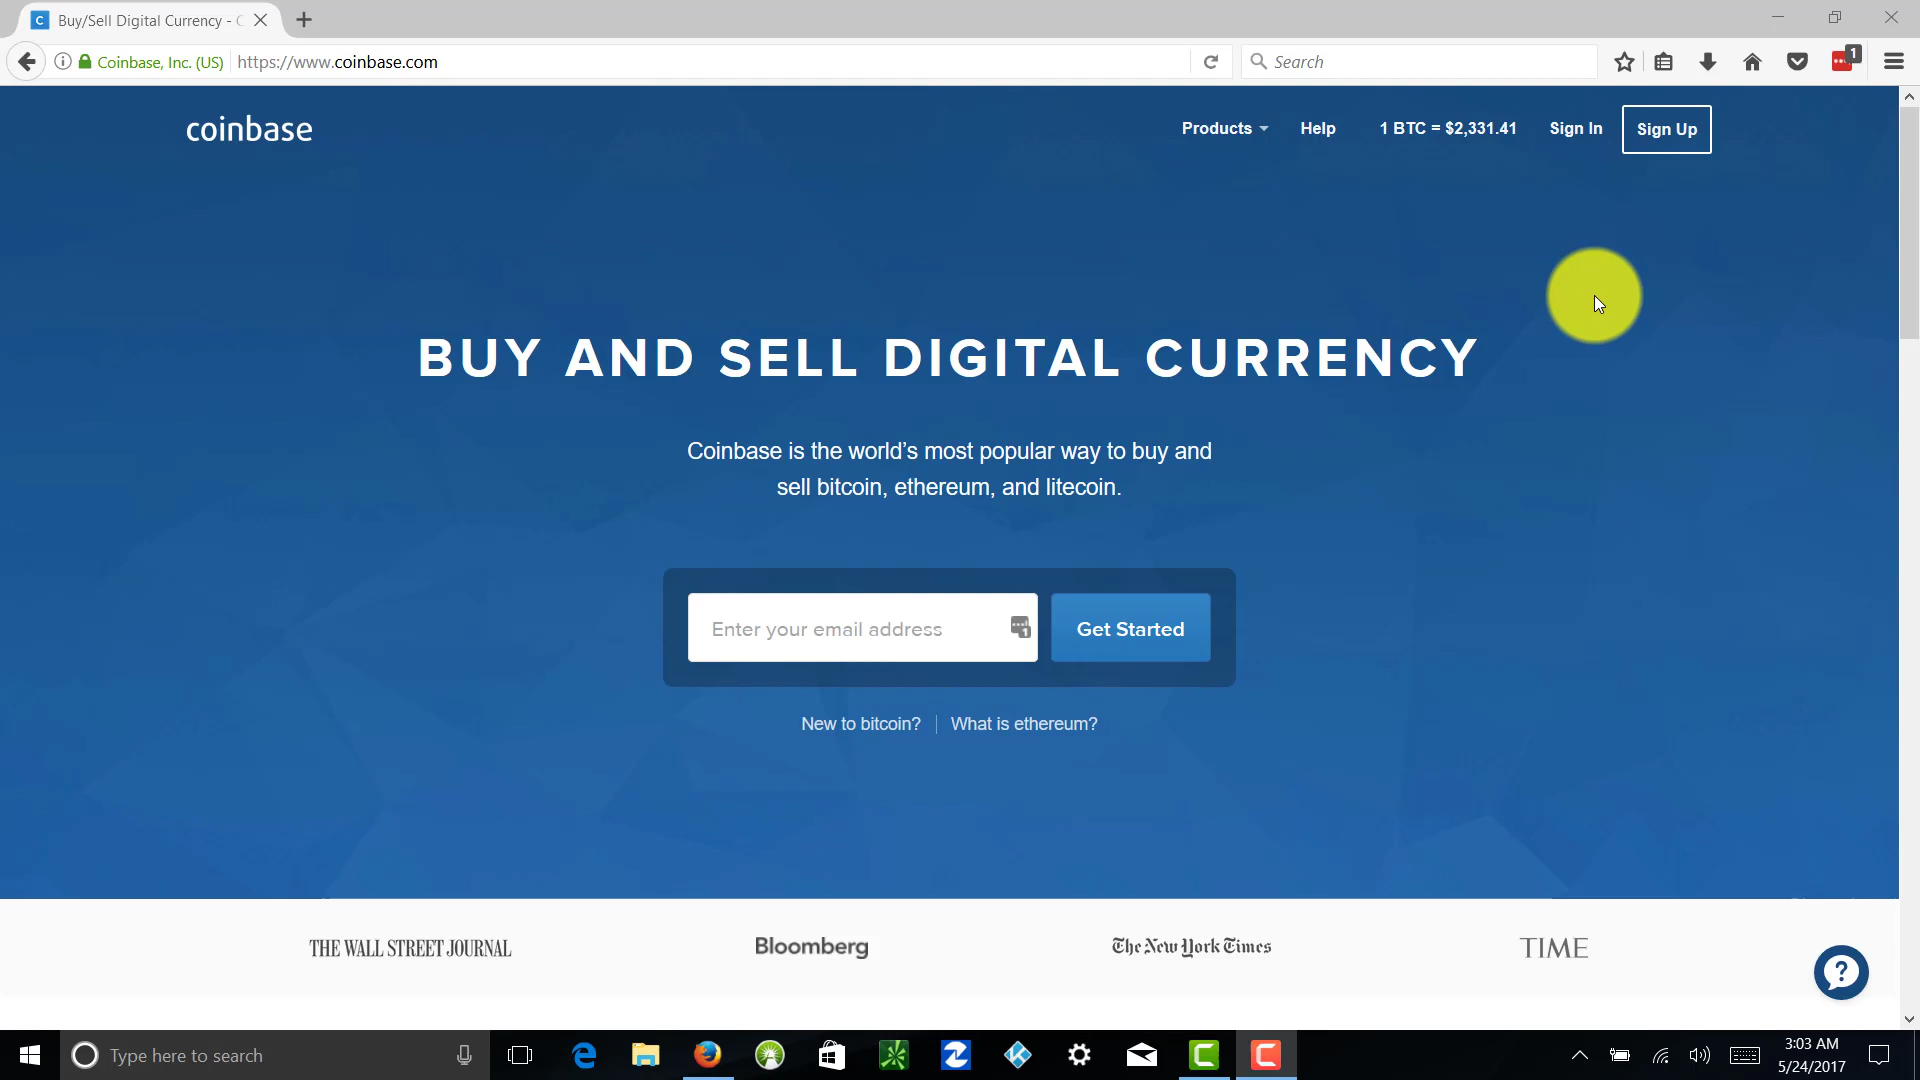 Buy/Sell Digital Currency - C
Coinbase, Inc. (US)
https://www.coinbase.com
Search
1
coinbase
Products
Help
1 BTC = $2,331.41
Sign In
Sign Up
BUY AND SELL DIGITAL CURRENCY
Coinbase is the world’s most popular way to buy and
sell bitcoin, ethereum, and litecoin.
Enter your email address
1
Get Started
New to bitcoin?
What is ethereum?
THE WALL STREET JOURNAL
Bloomberg
The New York Times
TIME
Type here to search
3:03 AM
5/24/2017